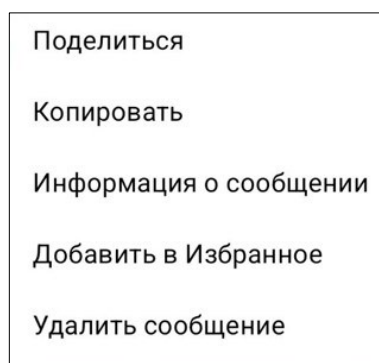 Поделиться
Копировать
Информация о сообщении
Добавить в Избранное
Удалить сообщение